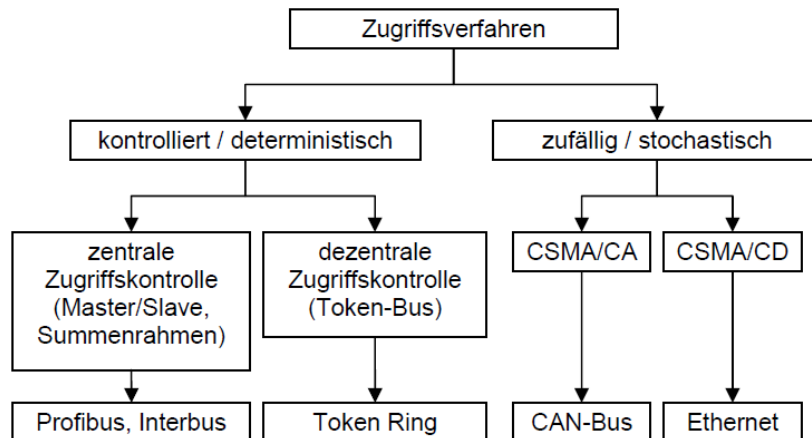 Zugriffsverfahren
kontrolliert / deterministisch
zufällig / stochastisch
zentrale
Zugriffskontrolle
(Master/Slave,
Summenrahmen)
dezentrale
Zugriffskontrolle
(Token-Bus)
CSMA/CA
CSMA/CD
Profibus, Interbus
Token Ring
CAN-Bus
Ethernet